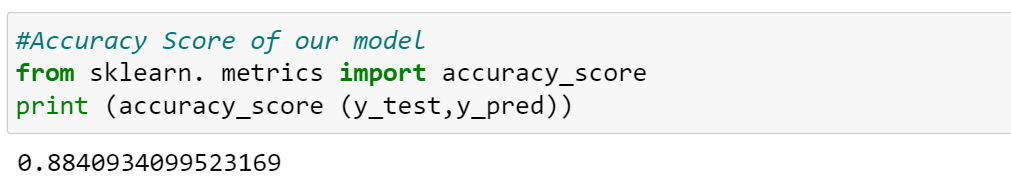 #Accuracy Score of our model
from sklearn. metrics import accuracy_score
print (accuracy_score (y_test,y_pred))
0.8840934099523169